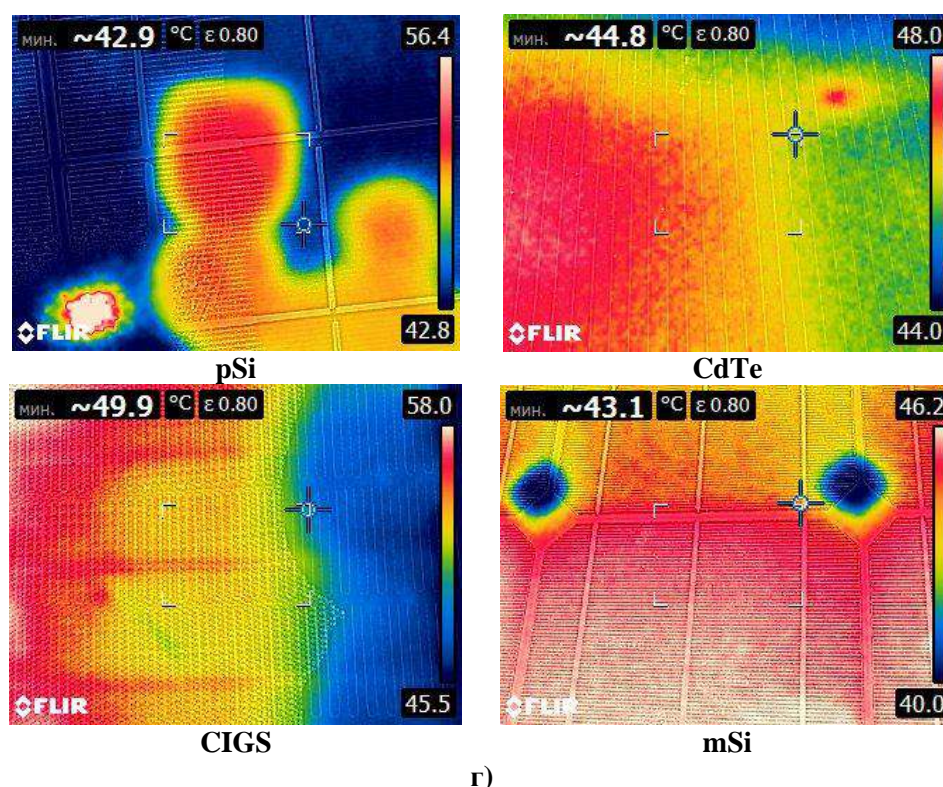 мин. ~42.9 °C ε 0.80 56.4
FLIR 42.8
pSi
мин. ~44.8 °C ε 0.80 48.0
FLIR 44.0
CdTe
мин. ~49.9 °C ε 0.80 58.0
FLIR 45.5
CIGS
мин. ~43.1 °C ε 0.80 46.2
FLIR 40.0
mSi
г)